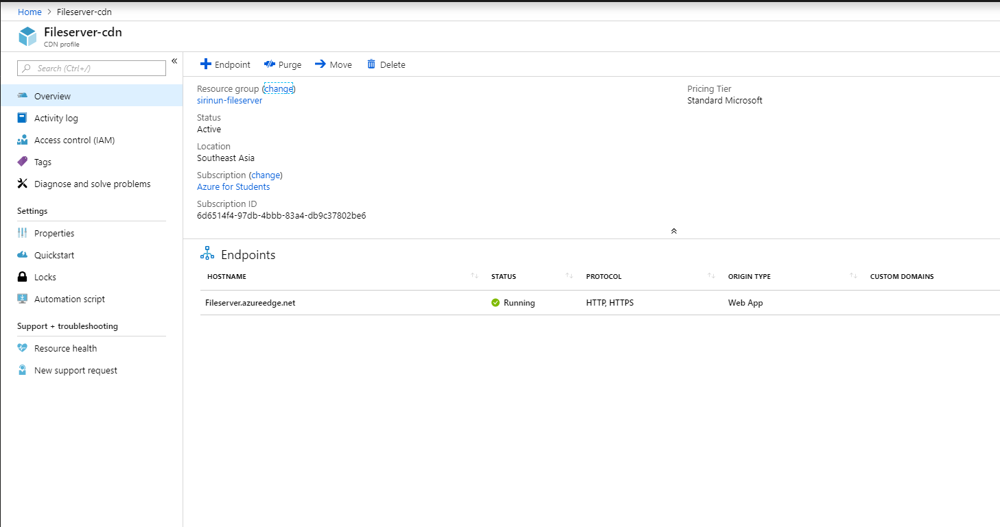 Home > Fileserver-cdn
Fileserver-cdn
CDN profile
Search (Ctrl+/)
Overview
Activity log
Access control (IAM)
Tags
Diagnose and solve problems
Settings
Properties
Quickstart
Locks
Automation script
Support + troubleshooting
Resource health
New support request
Endpoint Purge Move Delete
Resource group (change)
sirinun-fileserver
Status
Active
Location
Southeast Asia
Subscription (change)
Azure for Students
Subscription ID
6d6514f4-97db-4bbb-83a4-db9c37802be6
Pricing Tier
Standard Microsoft
Endpoints
HOSTNAME STATUS PROTOCOL ORIGIN TYPE CUSTOM DOMAINS
Fileserver.azureedge.net Running HTTP, HTTPS Web App